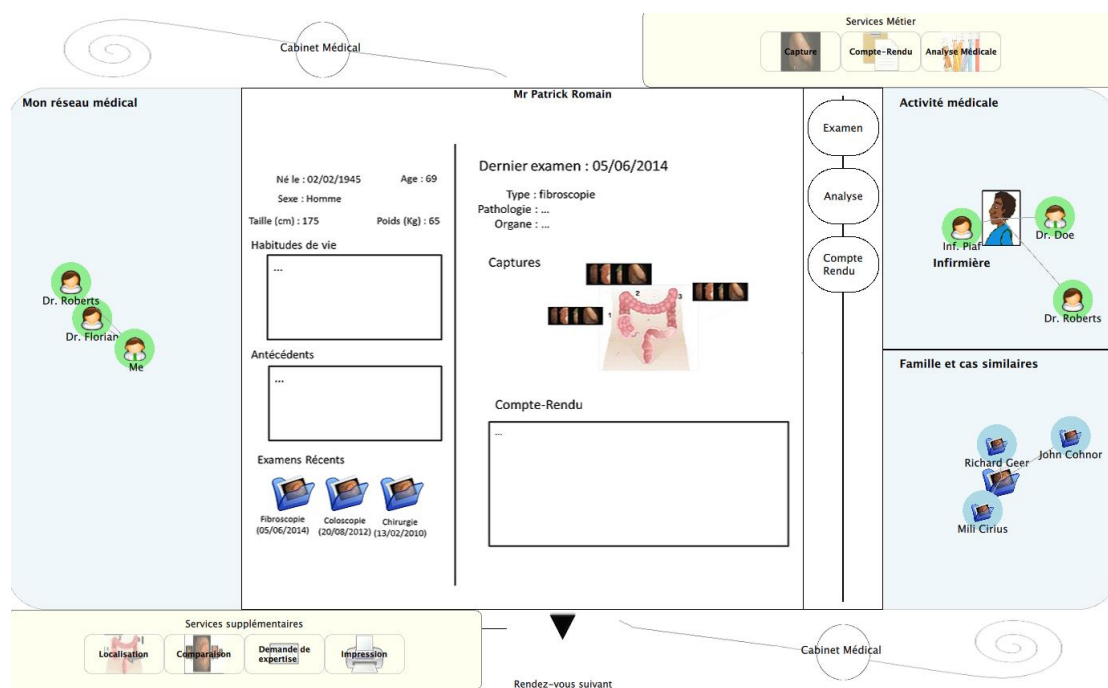 Services Métier
Cabinet Médical
Capture
Compte-Rendu
Analyse Médicale
Mon réseau médical
Mr Patrick Romain
Activité médicale
Examen
Analyse
Compte
Rendu
Né le : 02/02/1945
Age : 69
Sexe : Homme
Taille (cm) : 175
Poids (Kg) : 65
Habitudes de vie
...
Antécédents
...
Examens Récents
Fibroscopie
(05/06/2014)
Coloscopie
(20/08/2012)
Chirurgie
(13/02/2010)
Dernier examen : 05/06/2014
Type : fibroscopie
Pathologie : ...
Organe : ...
Captures
1
2
3
Compte-Rendu
...
Dr. Roberts
Dr. Florian
Me
Inf. Piaf
Infirmière
Dr. Doe
Dr. Roberts
Famille et cas similaires
Richard Geer
John Cohnor
Mili Cirius
Services supplémentaires
Localisation
Comparaison
Demande de
expertise
Impression
Cabinet Médical
Rendez-vous suivant